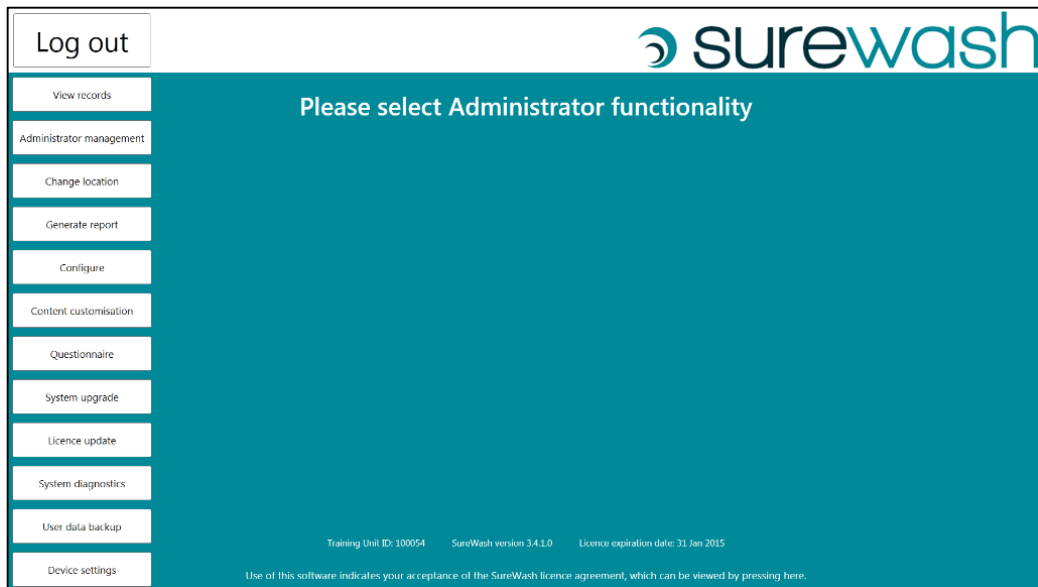 Log out
surewash
View records
Please select Administrator functionality
Administrator management
Change location
Generate report
Configure
Content customisation
Questionnaire
System upgrade
Licence update
System diagnostics
User data backup
Device settings
Training Unit ID: 100054 SureWash version 3.4.1.0 Licence expiration date: 31 Jan 2015
Use of this software indicates your acceptance of the SureWash licence agreement, which can be viewed by pressing here.